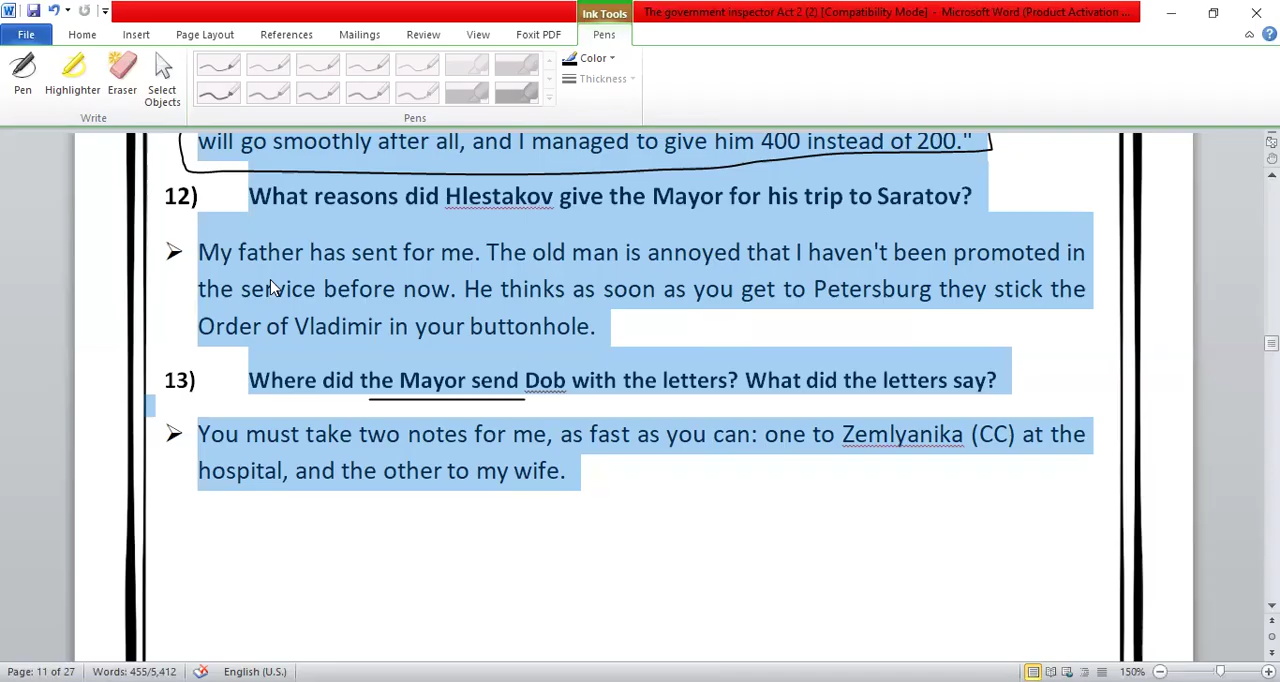 Ink Tools
The government inspector Act 2 (2) [Compatibility Mode] - Microsoft Word (Product Activation ...
File Home Insert Page Layout References Mailings Review View Foxit PDF Pens
Pen Highlighter Eraser Select Objects
Color
Thickness
Write Pens
will go smoothly after all, and I managed to give him 400 instead of 200."
12) What reasons did Hlestakov give the Mayor for his trip to Saratov?
➢ My father has sent for me. The old man is annoyed that I haven't been promoted in
the service before now. He thinks as soon as you get to Petersburg they stick the
Order of Vladimir in your buttonhole.
13) Where did the Mayor send Dob with the letters? What did the letters say?
➢ You must take two notes for me, as fast as you can: one to Zemlyanika (CC) at the
hospital, and the other to my wife.
Page: 11 of 27 Words: 455/5,412 English (U.S.) 150%